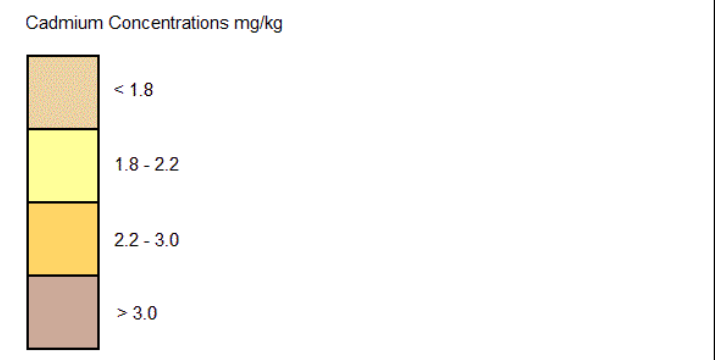 Cadmium Concentrations mg/kg
< 1.8
1.8 - 2.2
2.2 - 3.0
> 3.0